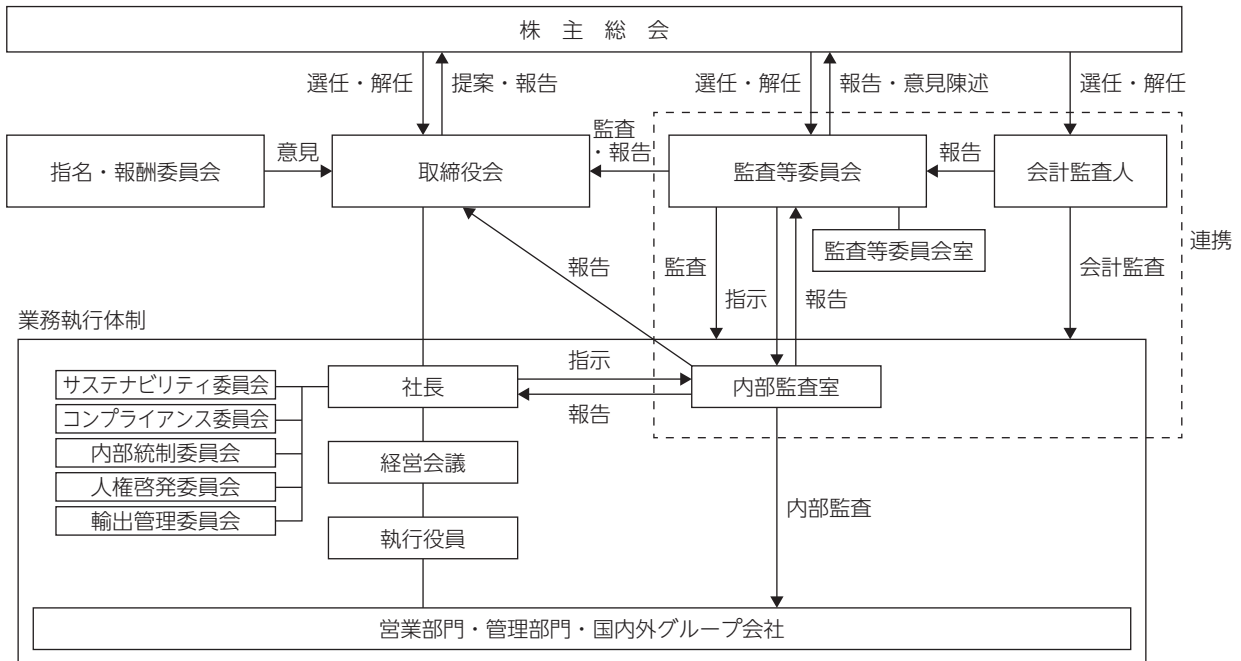 株主総会
選任・解任
提案・報告
選任・解任
報告・意見陳述
選任・解任
指名・報酬委員会
意見
取締役会
監査
・報告
監査等委員会
報告
会計監査人
監査等委員会室
連携
報告
監査
指示
報告
会計監査
業務執行体制
サステナビリティ委員会
コンプライアンス委員会
内部統制委員会
人権啓発委員会
輸出管理委員会
社長
指示
報告
内部監査室
経営会議
執行役員
内部監査
営業部門・管理部門・国内外グループ会社